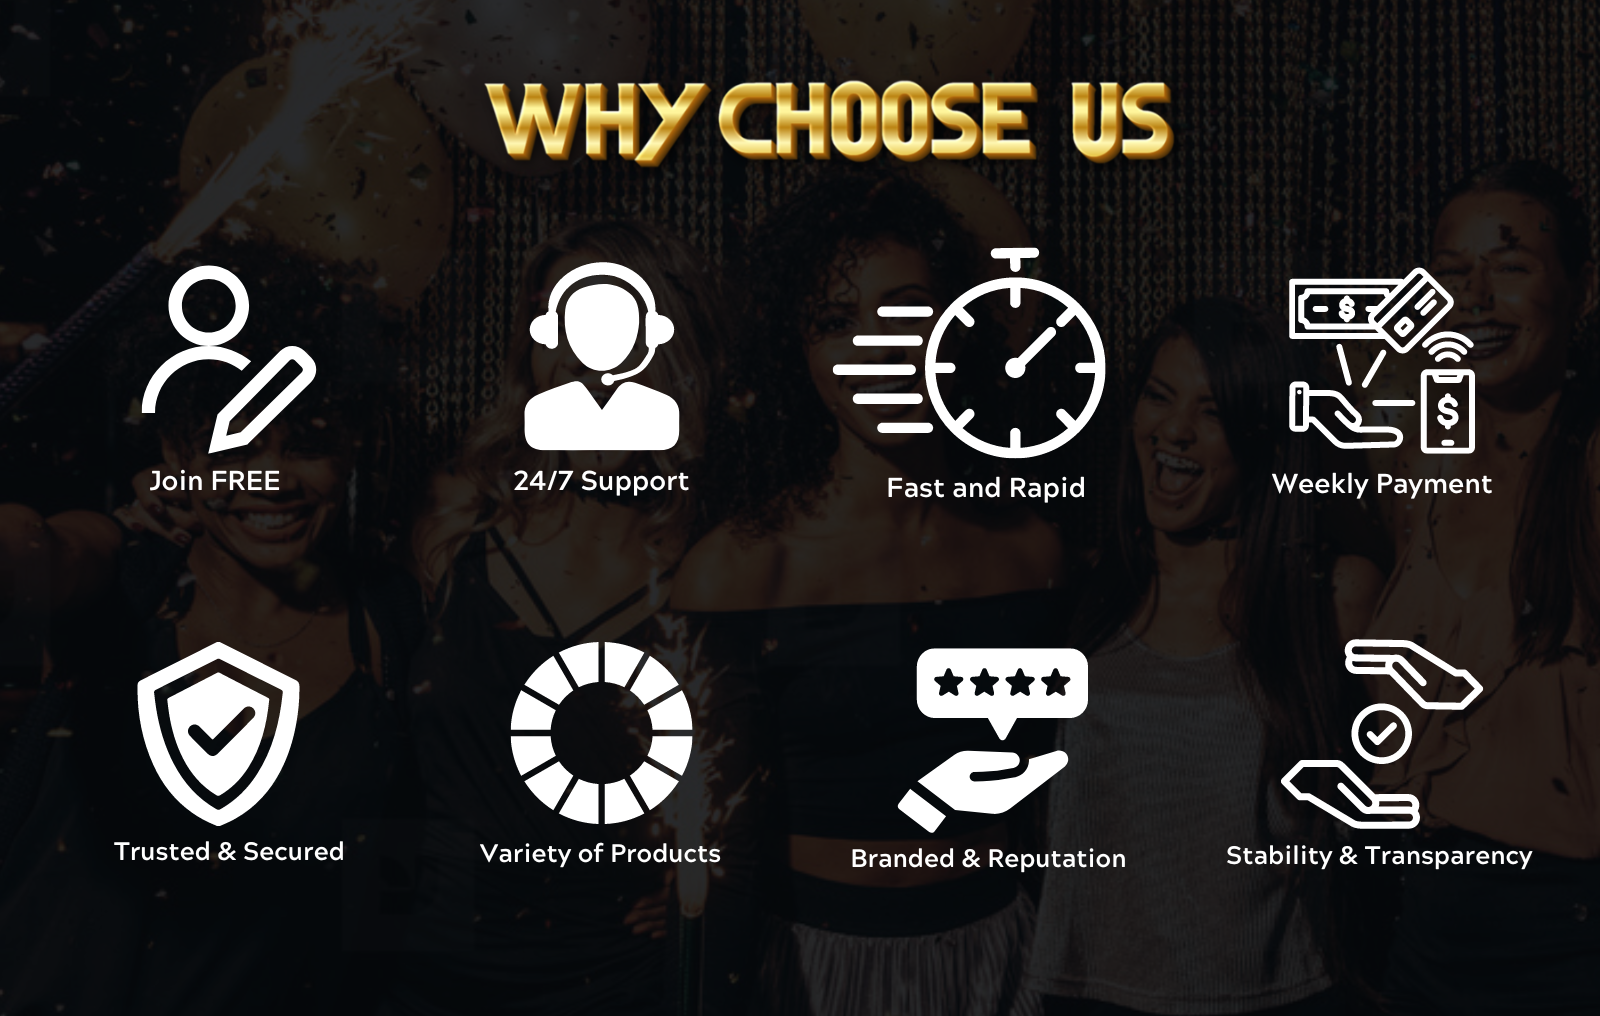 WHY CHOOSE US
Join FREE
24/7 Support
Fast and Rapid
Weekly Payment
Trusted & Secured
Variety of Products
Branded & Reputation
Stability & Transparency